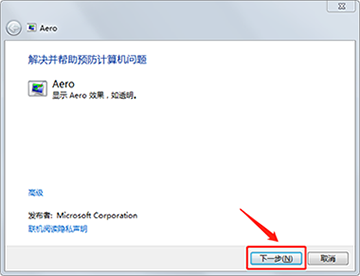 Aero
解决并帮助预防计算机问题
Aero
显示 Aero 效果，如透明。
高级
发布者: Microsoft Corporation
联机阅读隐私声明
下一步(N)
取消